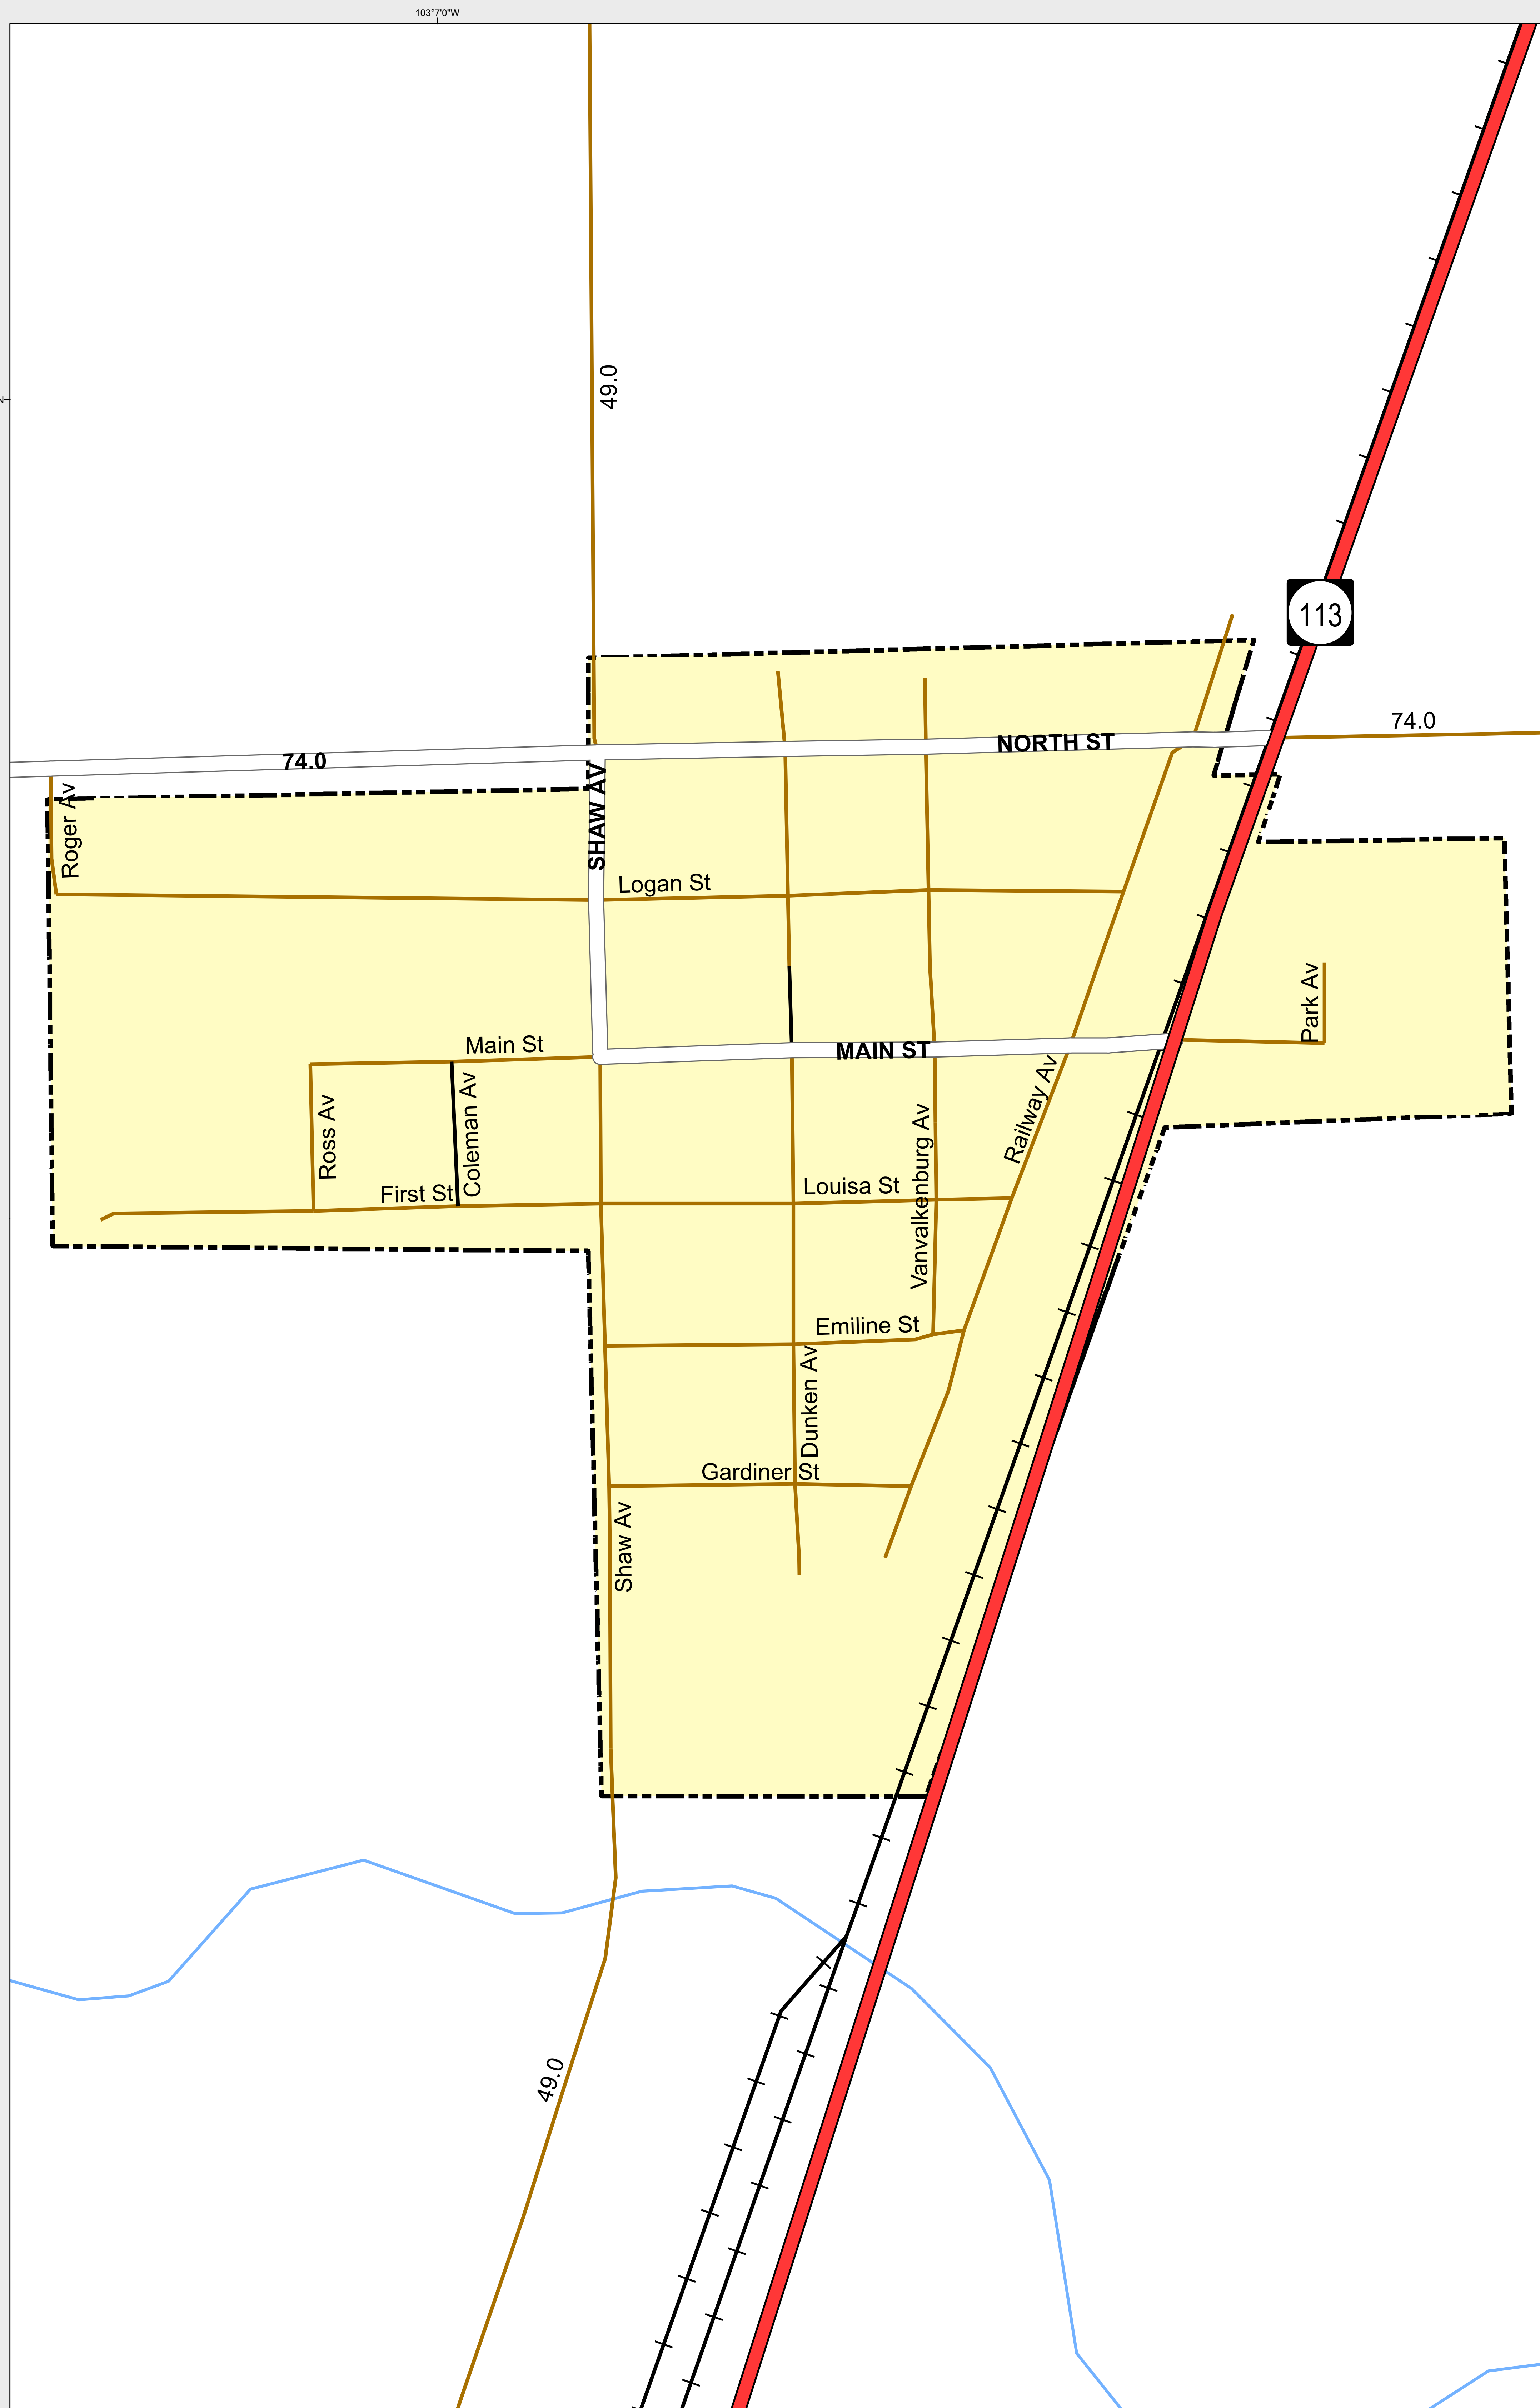 103°7'0"W
49.0
113
74.0
NORTH ST
74.0
Roger Av
SHAW AV
Logan St
Park Av
Main St
MAIN ST
Railway Av
Ross Av
Coleman Av
Vanvalkenburg Av
First St
Louisa St
Emiline St
Dunken Av
Gardiner St
Shaw Av
49.0